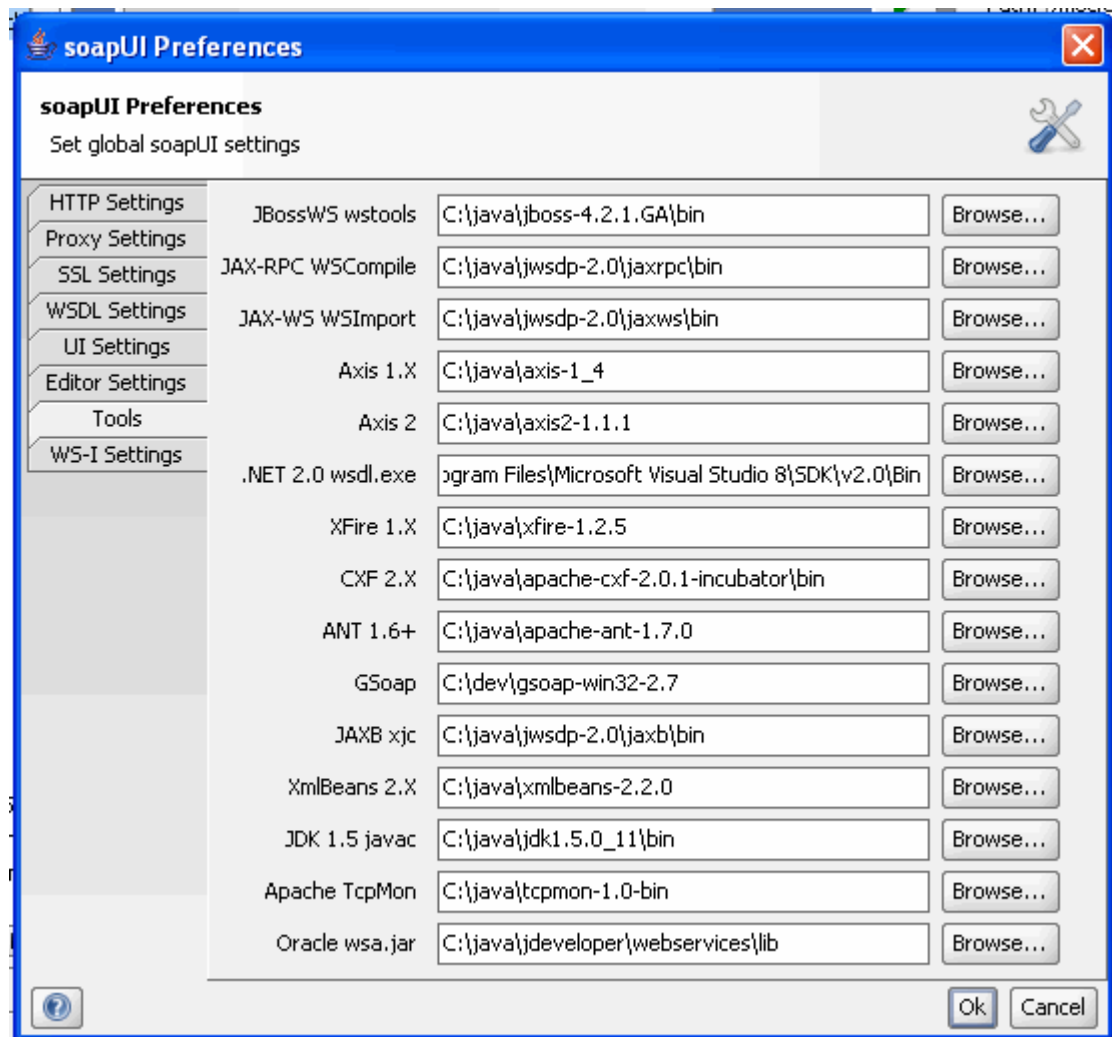 soapUI Preferences
soapUI Preferences
Set global soapUI settings
HTTP Settings
Proxy Settings
SSL Settings
WSDL Settings
UI Settings
Editor Settings
Tools
WS-I Settings
JBossWS wstools C:\java\jboss-4.2.1.GA\bin Browse...
JAX-RPC WSCompile C:\java\jwsdp-2.0\jaxrpc\bin Browse...
JAX-WS WSImport C:\java\jwsdp-2.0\jaxws\bin Browse...
Axis 1.X C:\java\axis-1_4 Browse...
Axis 2 C:\java\axis2-1.1.1 Browse...
.NET 2.0 wsdl.exe ogram Files\Microsoft Visual Studio 8\SDK\v2.0\Bin Browse...
XFire 1.X C:\java\xfire-1.2.5 Browse...
CXF 2.X C:\java\apache-cxf-2.0.1-incubator\bin Browse...
ANT 1.6+ C:\java\apache-ant-1.7.0 Browse...
GSoap C:\dev\gsoap-win32-2.7 Browse...
JAXB xjc C:\java\jwsdp-2.0\jaxb\bin Browse...
XmlBeans 2.X C:\java\xmlbeans-2.2.0 Browse...
JDK 1.5 javac C:\java\jdk1.5.0_11\bin Browse...
Apache TcpMon C:\java\tcpmon-1.0-bin Browse...
Oracle wsa.jar C:\java\jdeveloper\webservices\lib Browse...
Ok Cancel